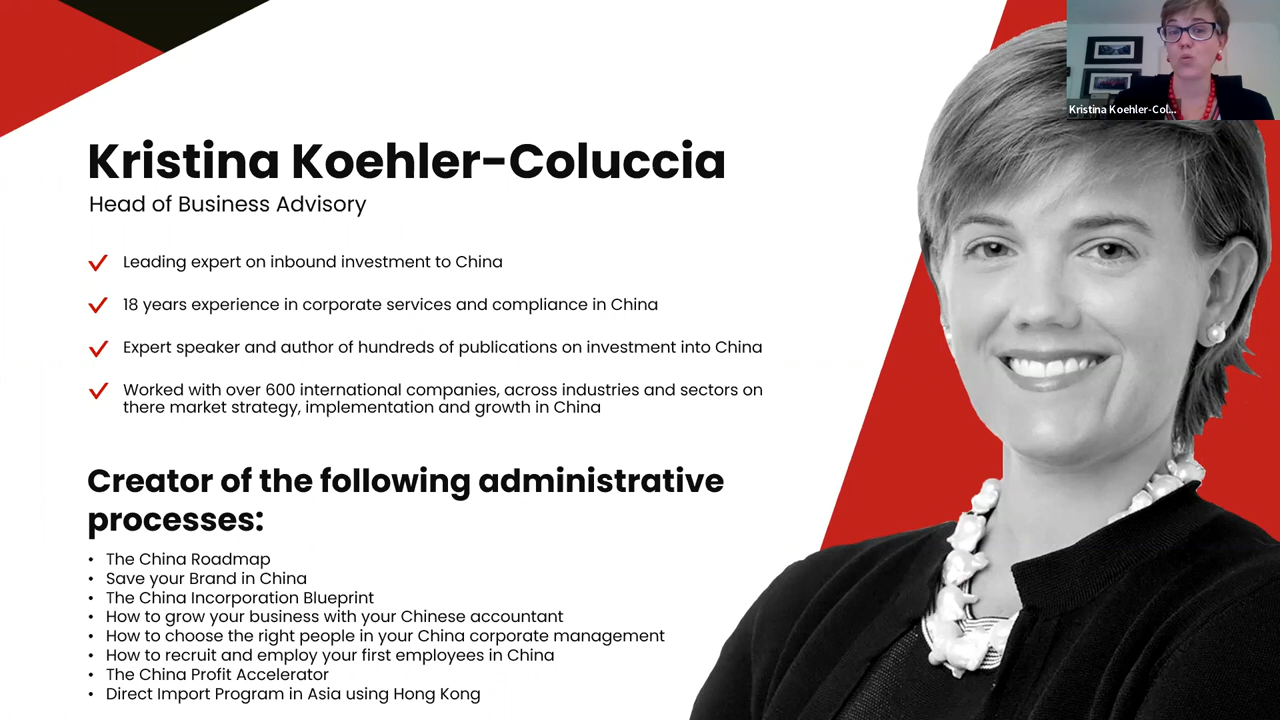 Kristina Koehler-Col...
Kristina Koehler-Coluccia
Head of Business Advisory
Leading expert on inbound investment to China
18 years experience in corporate services and compliance in China
Expert speaker and author of hundreds of publications on investment into China
Worked with over 600 international companies, across industries and sectors on
there market strategy, implementation and growth in China
Creator of the following administrative
processes:
• The China Roadmap
• Save your Brand in China
• The China Incorporation Blueprint
• How to grow your business with your Chinese accountant
• How to choose the right people in your China corporate management
• How to recruit and employ your first employees in China
• The China Profit Accelerator
• Direct Import Program in Asia using Hong Kong